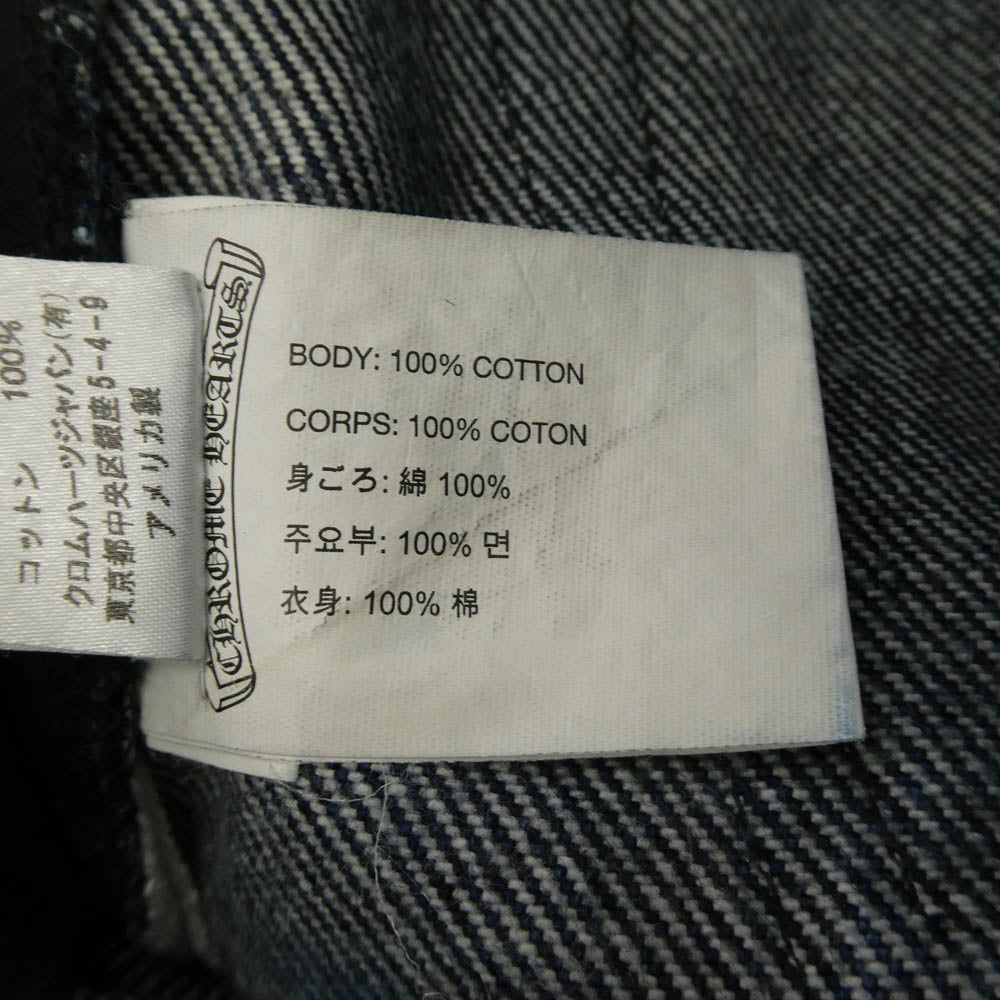 CHROME HEARTS
BODY: 100% COTTON
CORPS: 100% COTON
身ごろ: 綿 100%
주요부: 100% 면
衣身: 100% 棉
コットン 100%
クロムハーツジャパン(有)
東京都中央区銀座5-4-9
アメリカ製